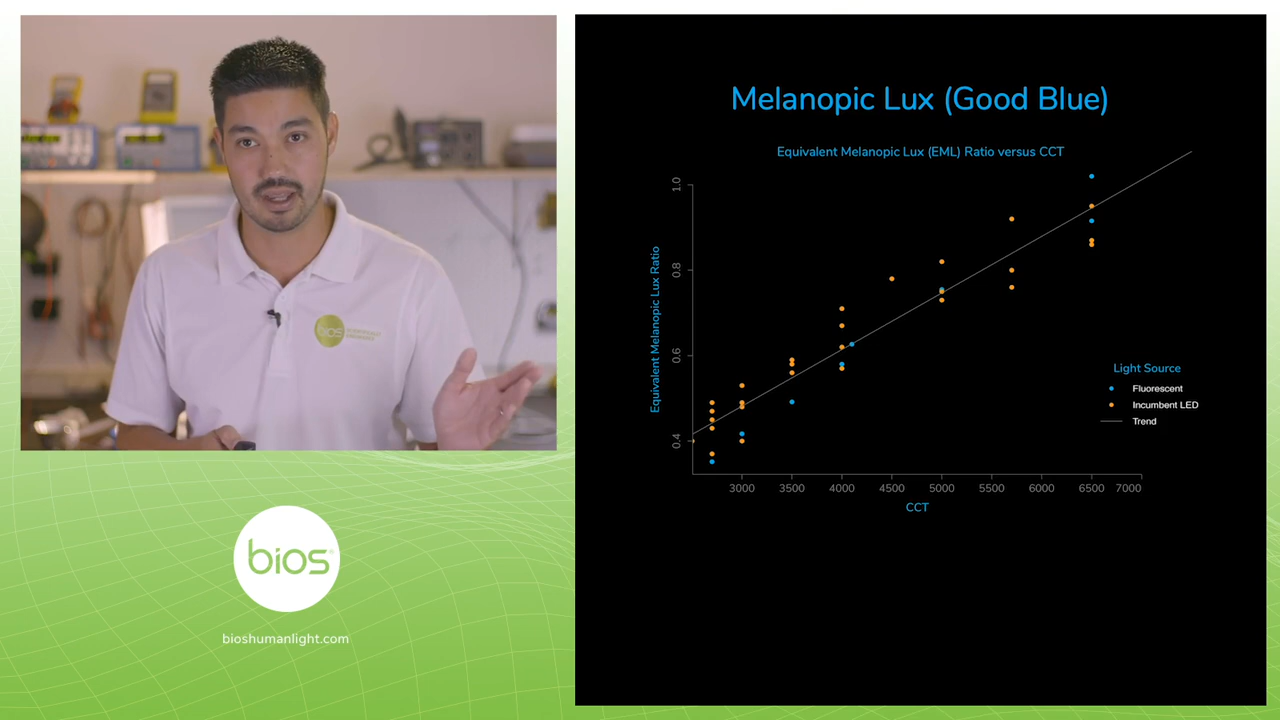 Melanopic Lux (Good Blue)
Equivalent Melanopic Lux (EML) Ratio versus CCT
Equivalent Melanopic Lux Ratio
1.0
0.8
0.6
0.4
3000 3500 4000 4500 5000 5500 6000 6500 7000
CCT
Light Source
Fluorescent
Incumbent LED
Trend
bios
bios®
bioshumanlight.com